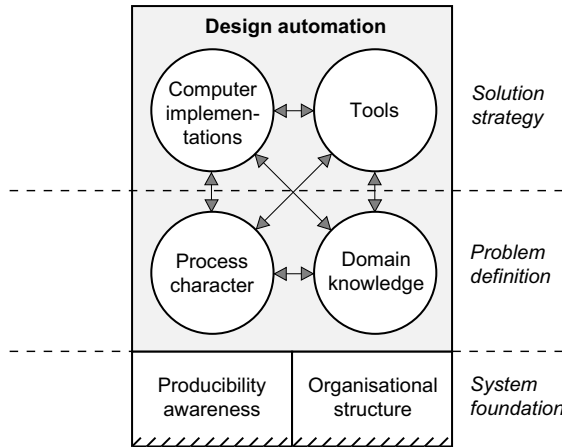 Design automation
Computer
implemen-
tations
Tools
Solution
strategy
Process
character
Domain
knowledge
Problem
definition
Producibility
awareness
Organisational
structure
System
foundation